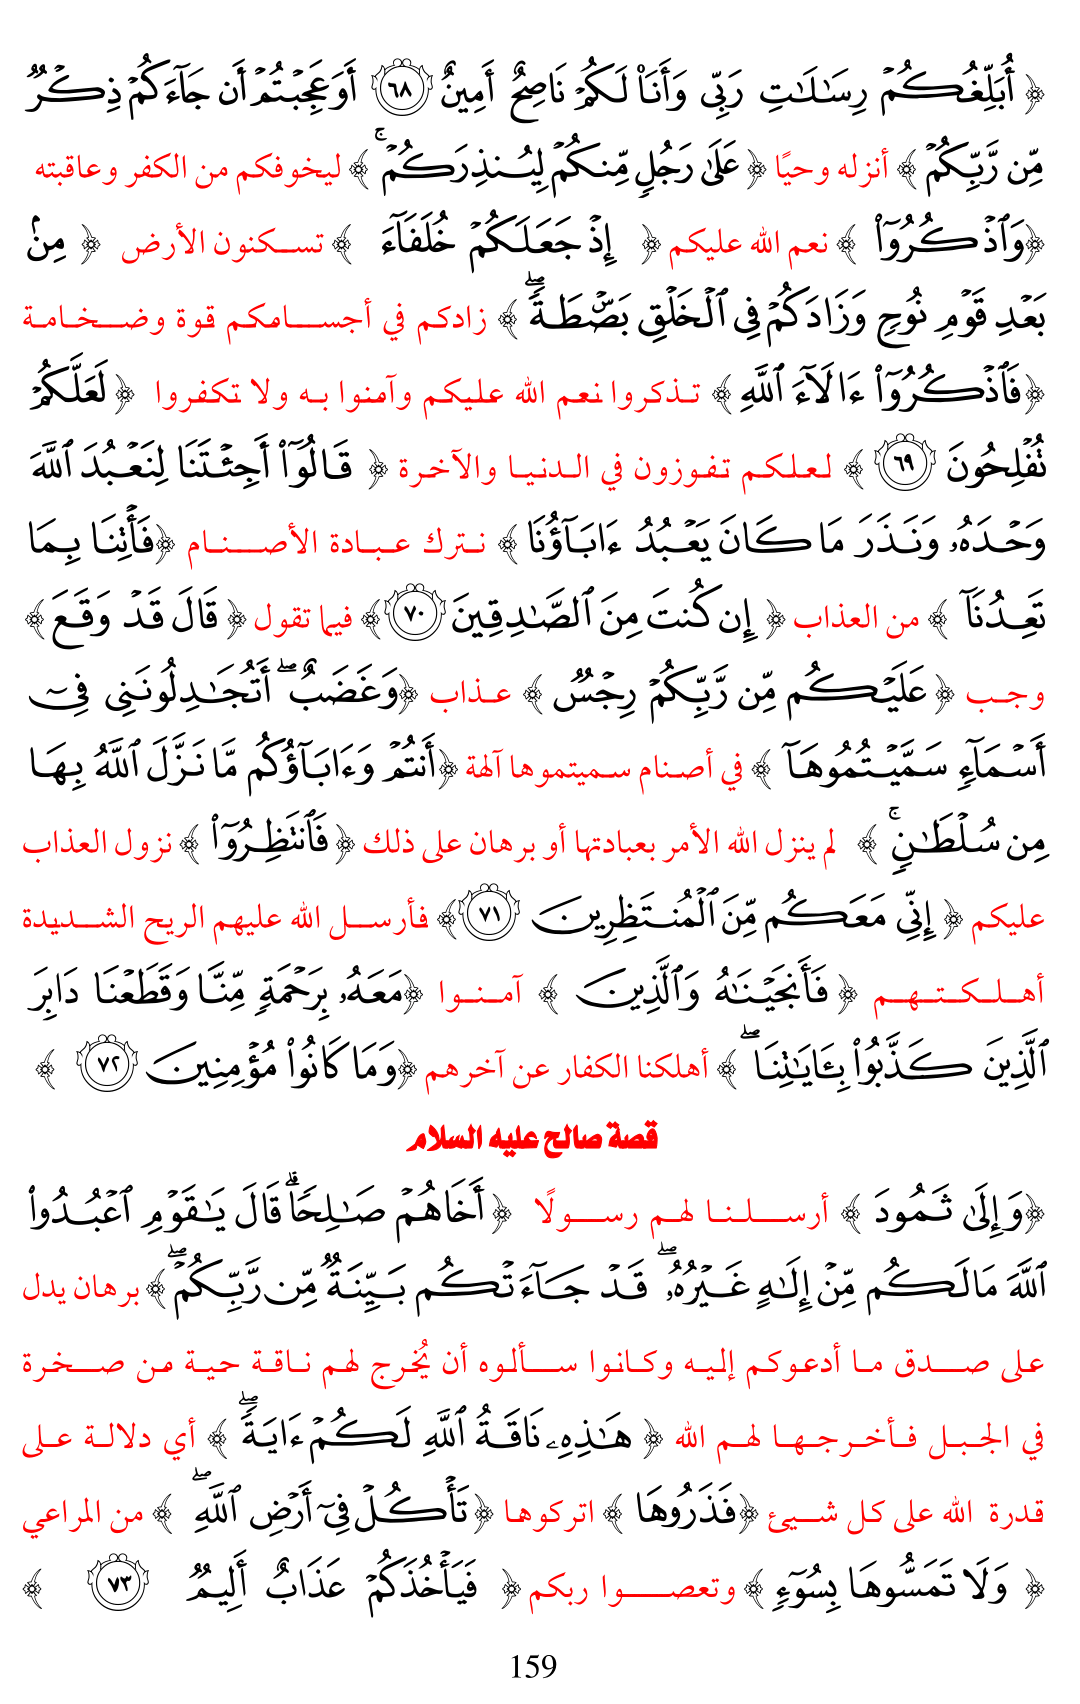 ﴿ أُبَلِّغُكُمْ رِسَـٰلَـٰتِ رَبِّى وَأَنَا۠ لَكُمْ نَاصِحٌ أَمِينٌ ٦٨ أَوَعَجِبْتُمْ أَن جَآءَكُمْ ذِكْرٌ
مِّن رَّبِّكُمْ ﴾ أنزله وحيًا ﴿ عَلَىٰ رَجُلٍ مِّنكُمْ لِيُنذِرَكُمْ ۚ ﴾ ليخوفكم من الكفر وعاقبته
﴿وَٱذْكُرُوٓا۟ ﴾ نعم الله عليكم ﴿ إِذْ جَعَلَكُمْ خُلَفَآءَ ﴾ تسكنون الأرض ﴿ مِنۢ
بَعْدِ قَوْمِ نُوحٍ وَزَادَكُمْ فِى ٱلْخَلْقِ بَصْۜطَةً ۖ ﴾ زادكم في أجسامكم قوة وضخامة
﴿فَٱذْكُرُوٓا۟ ءَالَآءَ ٱللَّهِ ﴾ تذكروا نعم الله عليكم وآمنوا به ولا تكفروا ﴿ لَعَلَّكُمْ
تُفْلِحُونَ ٦٩ ﴾ لعلكم تفوزون في الدنيا والآخرة ﴿ قَالُوٓا۟ أَجِئْتَنَا لِنَعْبُدَ ٱللَّهَ
وَحْدَهُۥ وَنَذَرَ مَا كَانَ يَعْبُدُ ءَابَآؤُنَا ﴾ نترك عبادة الأصنام ﴿فَأْتِنَا بِمَا
تَعِدُنَآ ﴾ من العذاب ﴿ إِن كُنتَ مِنَ ٱلصَّـٰدِقِينَ ٧٠ ﴾ فيما تقول ﴿ قَالَ قَدْ وَقَعَ ﴾
وجب ﴿ عَلَيْكُم مِّن رَّبِّكُمْ رِجْسٌ ﴾ عذاب ﴿وَغَضَبٌ ۖ أَتُجَـٰدِلُونَنِى فِىٓ
أَسْمَآءٍ سَمَّيْتُمُوهَآ ﴾ في أصنام سميتموها آلهة ﴿أَنتُمْ وَءَابَآؤُكُم مَّا نَزَّلَ ٱللَّهُ بِهَا
مِن سُلْطَـٰنٍ ۚ ﴾ لم ينزل الله الأمر بعبادتها أو برهان على ذلك ﴿ فَٱنتَظِرُوٓا۟ ﴾ نزول العذاب
عليكم ﴿ إِنِّى مَعَكُم مِّنَ ٱلْمُنتَظِرِينَ ٧١ ﴾ فأرسل الله عليهم الريح الشديدة
أهلكتهم ﴿ فَأَنجَيْنَـٰهُ وَٱلَّذِينَ ﴾ آمنوا ﴿مَعَهُۥ بِرَحْمَةٍ مِّنَّا وَقَطَعْنَا دَابِرَ
ٱلَّذِينَ كَذَّبُوا۟ بِـَٔايَـٰتِنَا ۖ ﴾ أهلكنا الكفار عن آخرهم ﴿وَمَا كَانُوا۟ مُؤْمِنِينَ ٧٢ ﴾
قصة صالح عليه السلام
﴿وَإِلَىٰ ثَمُودَ ﴾ أرسلنا لهم رسولًا ﴿ أَخَاهُمْ صَـٰلِحًا ۗ قَالَ يَـٰقَوْمِ ٱعْبُدُوا۟
ٱللَّهَ مَا لَكُم مِّنْ إِلَـٰهٍ غَيْرُهُۥ ۖ قَدْ جَآءَتْكُم بَيِّنَةٌ مِّن رَّبِّكُمْ ۖ ﴾ برهان يدل
على صدق ما أدعوكم إليه وكانوا سألوه أن يُخرج لهم ناقة حية من صخرة
في الجبل فأخرجها لهم الله ﴿ هَـٰذِهِۦ نَاقَةُ ٱللَّهِ لَكُمْ ءَايَةً ۖ ﴾ أي دلالة على
قدرة الله على كل شيئ ﴿فَذَرُوهَا ﴾ اتركوها ﴿ تَأْكُلْ فِىٓ أَرْضِ ٱللَّهِ ۖ ﴾ من المراعي
﴿ وَلَا تَمَسُّوهَا بِسُوٓءٍ ﴾ وتعصوا ربكم ﴿ فَيَأْخُذَكُمْ عَذَابٌ أَلِيمٌ ٧٣ ﴾
159